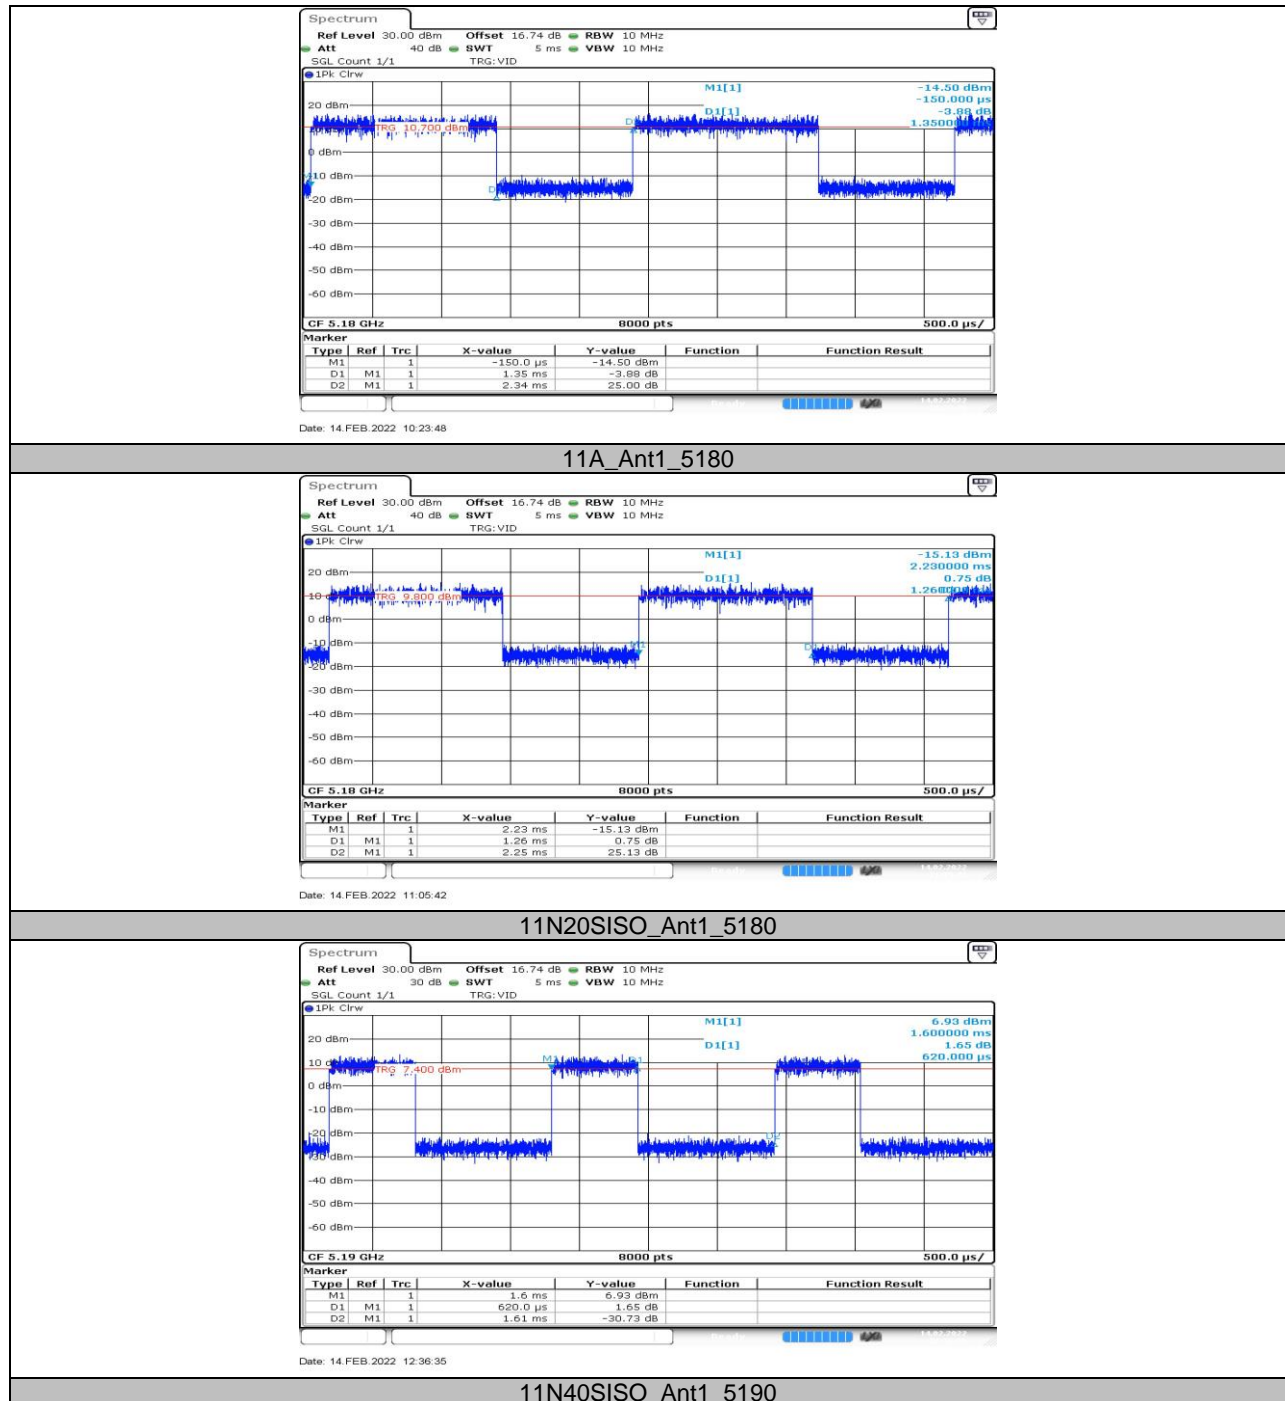 Spectrum
Ref Level 30.00 dBm Offset 16.74 dB RBW 10 MHz
Att 40 dB SWT 5 ms VBW 10 MHz
SGL Count 1/1 TRG:VID
1Pk Clrw
M1[1] -14.50 dBm
-150.000 µs
20 dBm
D1[1] -3.88 dB
TRG 10.700 dBm
0 dBm
-20 dBm
-30 dBm
-40 dBm
-50 dBm
-60 dBm
CF 5.18 GHz 8000 pts 500.0 µs/
Marker
Type Ref Trc X-value Y-value Function Function Result
M1 1 -150.0 µs -14.50 dBm
D1 M1 1 1.35 ms -3.88 dB
D2 M1 1 2.34 ms 25.00 dB
Date: 14.FEB.2022 10:23:48
11A_Ant1_5180
Spectrum
Ref Level 30.00 dBm Offset 16.74 dB RBW 10 MHz
Att 40 dB SWT 5 ms VBW 10 MHz
SGL Count 1/1 TRG:VID
1Pk Clrw
M1[1] -15.13 dBm
2.230000 ms
20 dBm
D1[1] 0.75 dB
TRG 9.800 dBm
0 dBm
-10 dBm
-20 dBm
-30 dBm
-40 dBm
-50 dBm
-60 dBm
CF 5.18 GHz 8000 pts 500.0 µs/
Marker
Type Ref Trc X-value Y-value Function Function Result
M1 1 2.23 ms -15.13 dBm
D1 M1 1 1.26 ms 0.75 dB
D2 M1 1 2.25 ms 25.13 dB
Date: 14.FEB.2022 11:05:42
11N20SISO_Ant1_5180
Spectrum
Ref Level 30.00 dBm Offset 16.74 dB RBW 10 MHz
Att 30 dB SWT 5 ms VBW 10 MHz
SGL Count 1/1 TRG:VID
1Pk Clrw
M1[1] 6.93 dBm
1.600000 ms
20 dBm
D1[1] 1.65 dB
620.000 µs
M1 D1
TRG 7.400 dBm
0 dBm
-10 dBm
-20 dBm
D2
-30 dBm
-40 dBm
-50 dBm
-60 dBm
CF 5.19 GHz 8000 pts 500.0 µs/
Marker
Type Ref Trc X-value Y-value Function Function Result
M1 1 1.6 ms 6.93 dBm
D1 M1 1 620.0 µs 1.65 dB
D2 M1 1 1.61 ms -30.73 dB
Date: 14.FEB.2022 12:36:35
11N40SISO_Ant1_5190